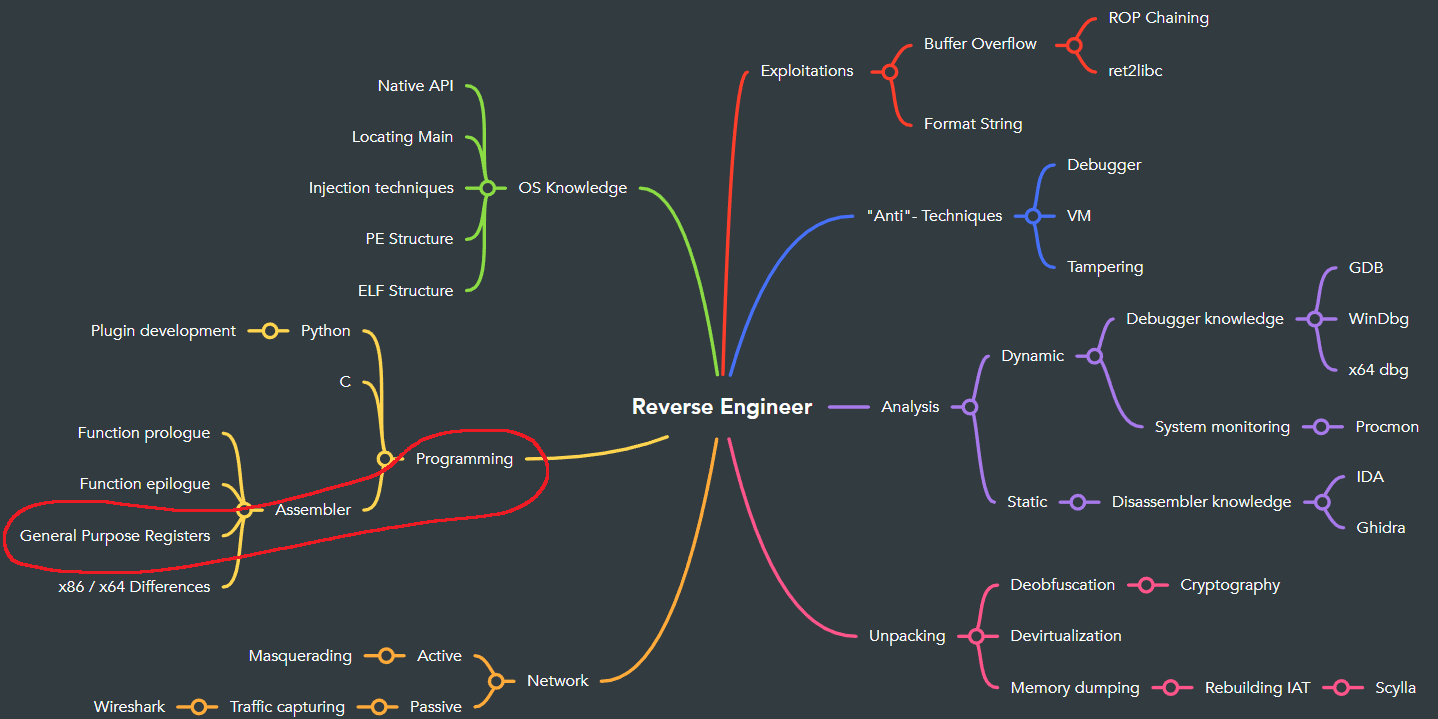 Reverse Engineer
Exploitations
Buffer Overflow
ROP Chaining
ret2libc
Format String
"Anti"- Techniques
Debugger
VM
Tampering
Analysis
Dynamic
Debugger knowledge
GDB
WinDbg
x64 dbg
System monitoring
Procmon
Static
Disassembler knowledge
IDA
Ghidra
Unpacking
Deobfuscation
Cryptography
Devirtualization
Memory dumping
Rebuilding IAT
Scylla
OS Knowledge
Native API
Locating Main
Injection techniques
PE Structure
ELF Structure
Programming
Python
Plugin development
C
Assembler
Function prologue
Function epilogue
General Purpose Registers
x86 / x64 Differences
Network
Active
Masquerading
Passive
Traffic capturing
Wireshark